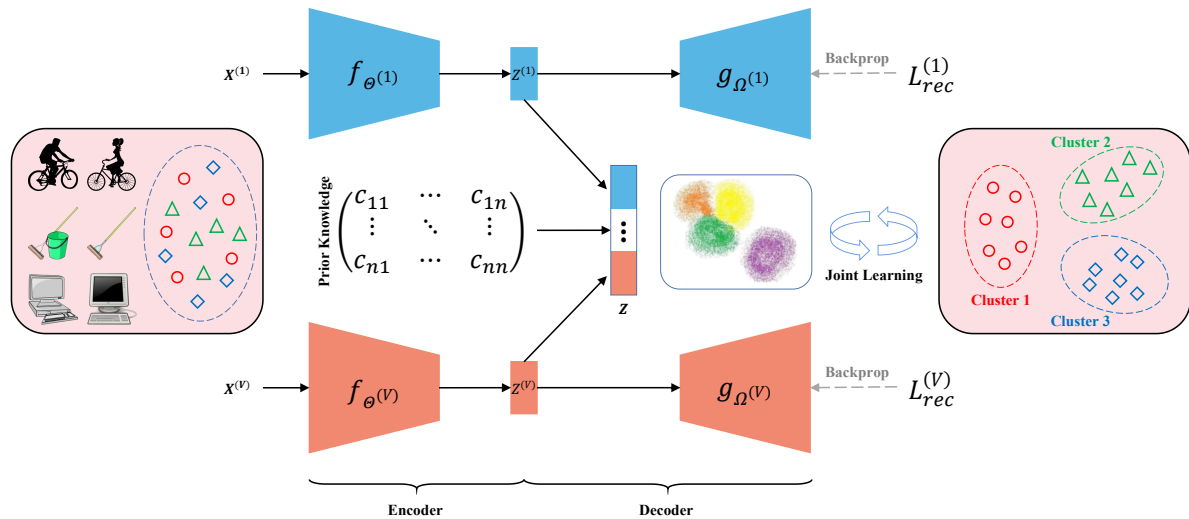 X^(1)
f_Θ^(1)
Z^(1)
g_Ω^(1)
Backprop
L_rec^(1)
Prior Knowledge
c_11 ⋯ c_1n
⋮ ⋱ ⋮
c_n1 ⋯ c_nn
⋮
Z
Joint Learning
Cluster 2
Cluster 1
Cluster 3
X^(V)
f_Θ^(V)
Z^(V)
g_Ω^(V)
Backprop
L_rec^(V)
Encoder
Decoder